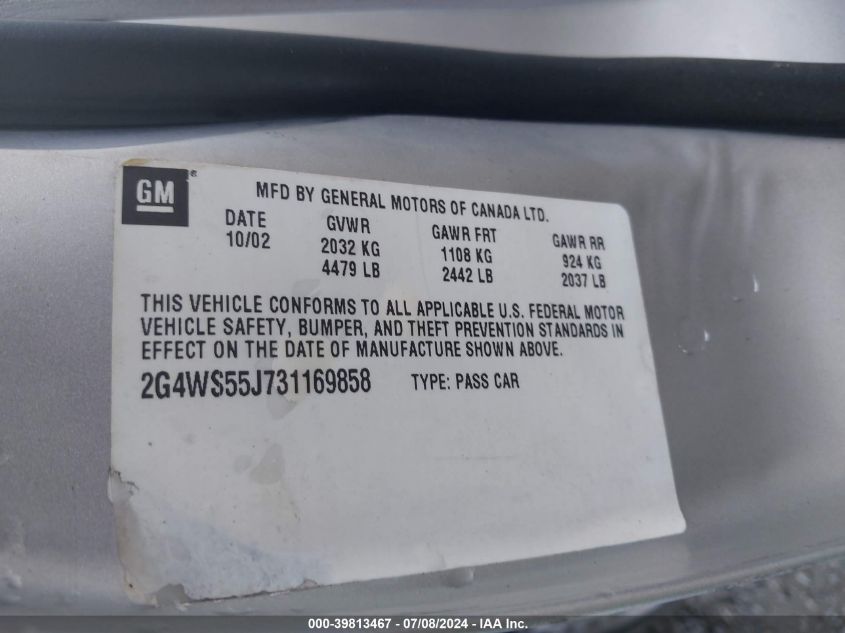 GM
MFD BY GENERAL MOTORS OF CANADA LTD.
DATE GVWR GAWR FRT GAWR RR
10/02 2032 KG 1108 KG 924 KG
4479 LB 2442 LB 2037 LB
THIS VEHICLE CONFORMS TO ALL APPLICABLE U.S. FEDERAL MOTOR
VEHICLE SAFETY, BUMPER, AND THEFT PREVENTION STANDARDS IN
EFFECT ON THE DATE OF MANUFACTURE SHOWN ABOVE.
2G4WS55J731169858 TYPE: PASS CAR
000-39813467 / 07/08/2024 - IAA Inc.